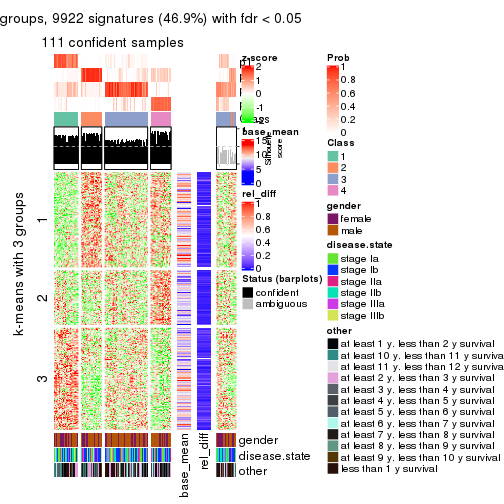 groups, 9922 signatures (46.9%) with fdr < 0.05
111 confident samples
k-means with 3 groups
1
2
3
z-score
2
1
0
-1
-2
base_mean
15
10
5
0
Silhouette
score
rel_diff
1
0.8
0.6
0.4
0.2
0
Status (barplots)
confident
ambiguous
gender
disease.state
other
base_mean
rel_diff
Prob
1
0.8
0.6
0.4
0.2
0
Class
1
2
3
4
gender
female
male
disease.state
stage Ia
stage Ib
stage IIa
stage IIb
stage IIIa
stage IIIb
other
at least 1 y. less than 2 y survival
at least 10 y. less than 11 y survival
at least 11 y. less than 12 y survival
at least 2 y. less than 3 y survival
at least 3 y. less than 4 y survival
at least 4 y. less than 5 y survival
at least 5 y. less than 6 y survival
at least 6 y. less than 7 y survival
at least 7 y. less than 8 y survival
at least 8 y. less than 9 y survival
at least 9 y. less than 10 y survival
less than 1 y survival